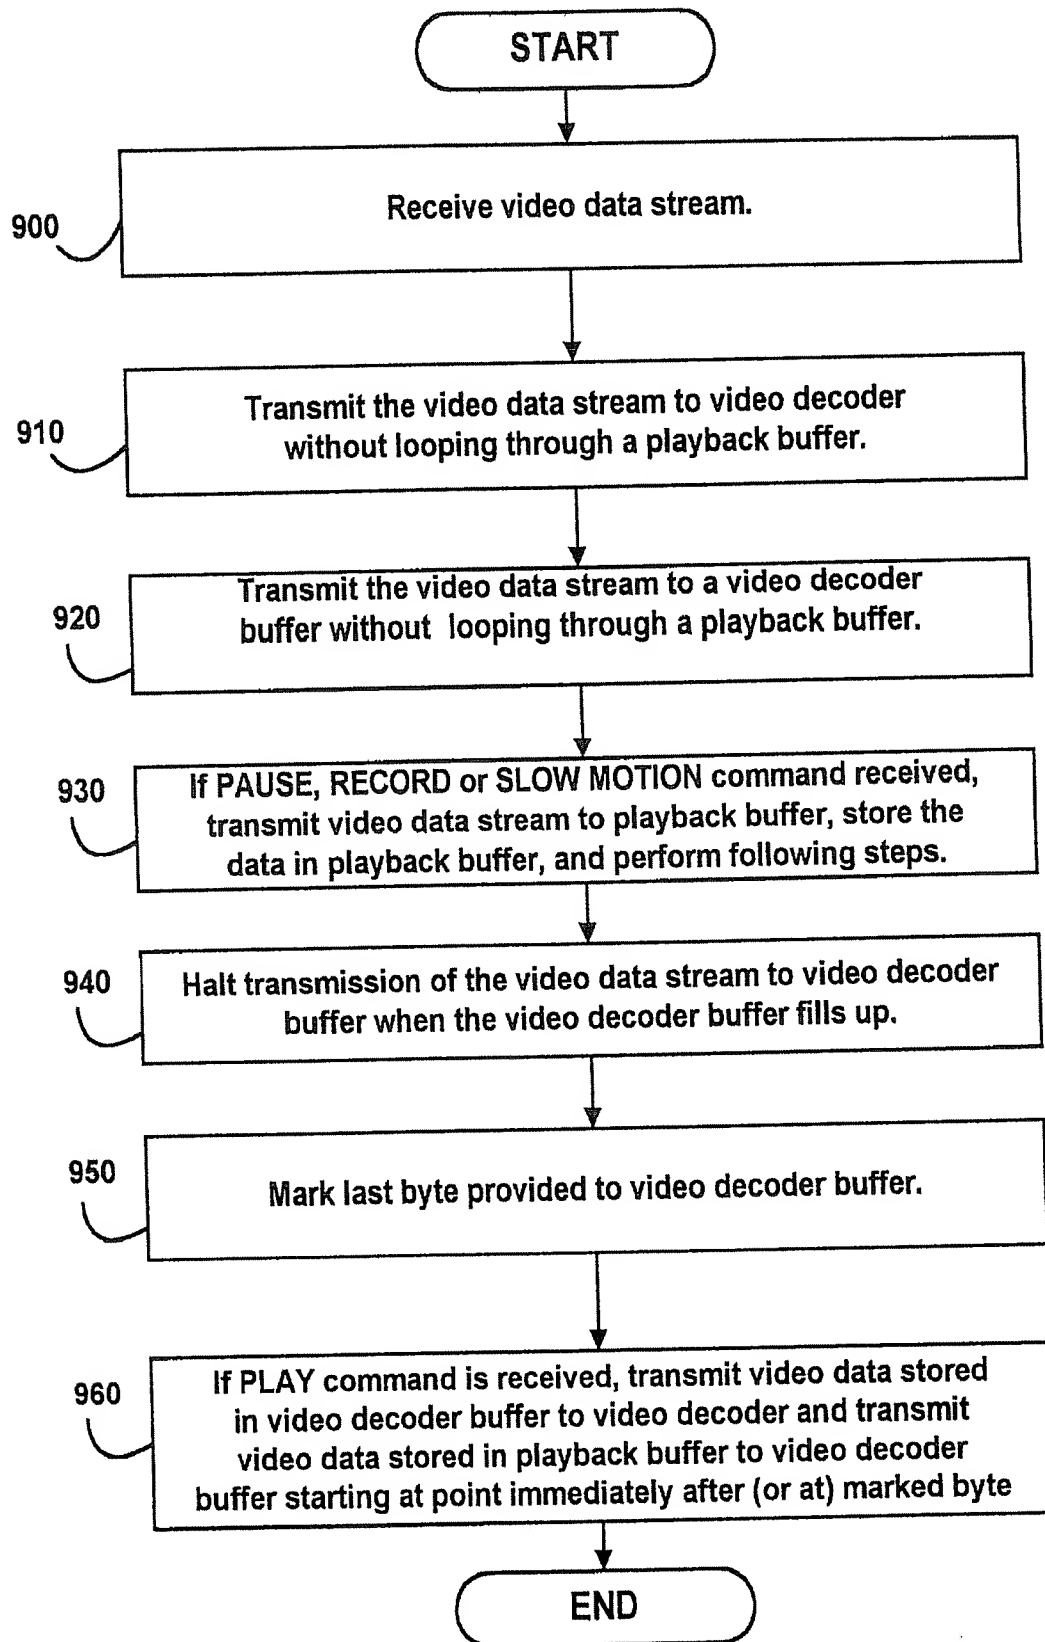 START
900
Receive video data stream.
910
Transmit the video data stream to video decoder
without looping through a playback buffer.
920
Transmit the video data stream to a video decoder
buffer without looping through a playback buffer.
930
If PAUSE, RECORD or SLOW MOTION command received,
transmit video data stream to playback buffer, store the
data in playback buffer, and perform following steps.
940
Halt transmission of the video data stream to video decoder
buffer when the video decoder buffer fills up.
950
Mark last byte provided to video decoder buffer.
960
If PLAY command is received, transmit video data stored
in video decoder buffer to video decoder and transmit
video data stored in playback buffer to video decoder
buffer starting at point immediately after (or at) marked byte
END